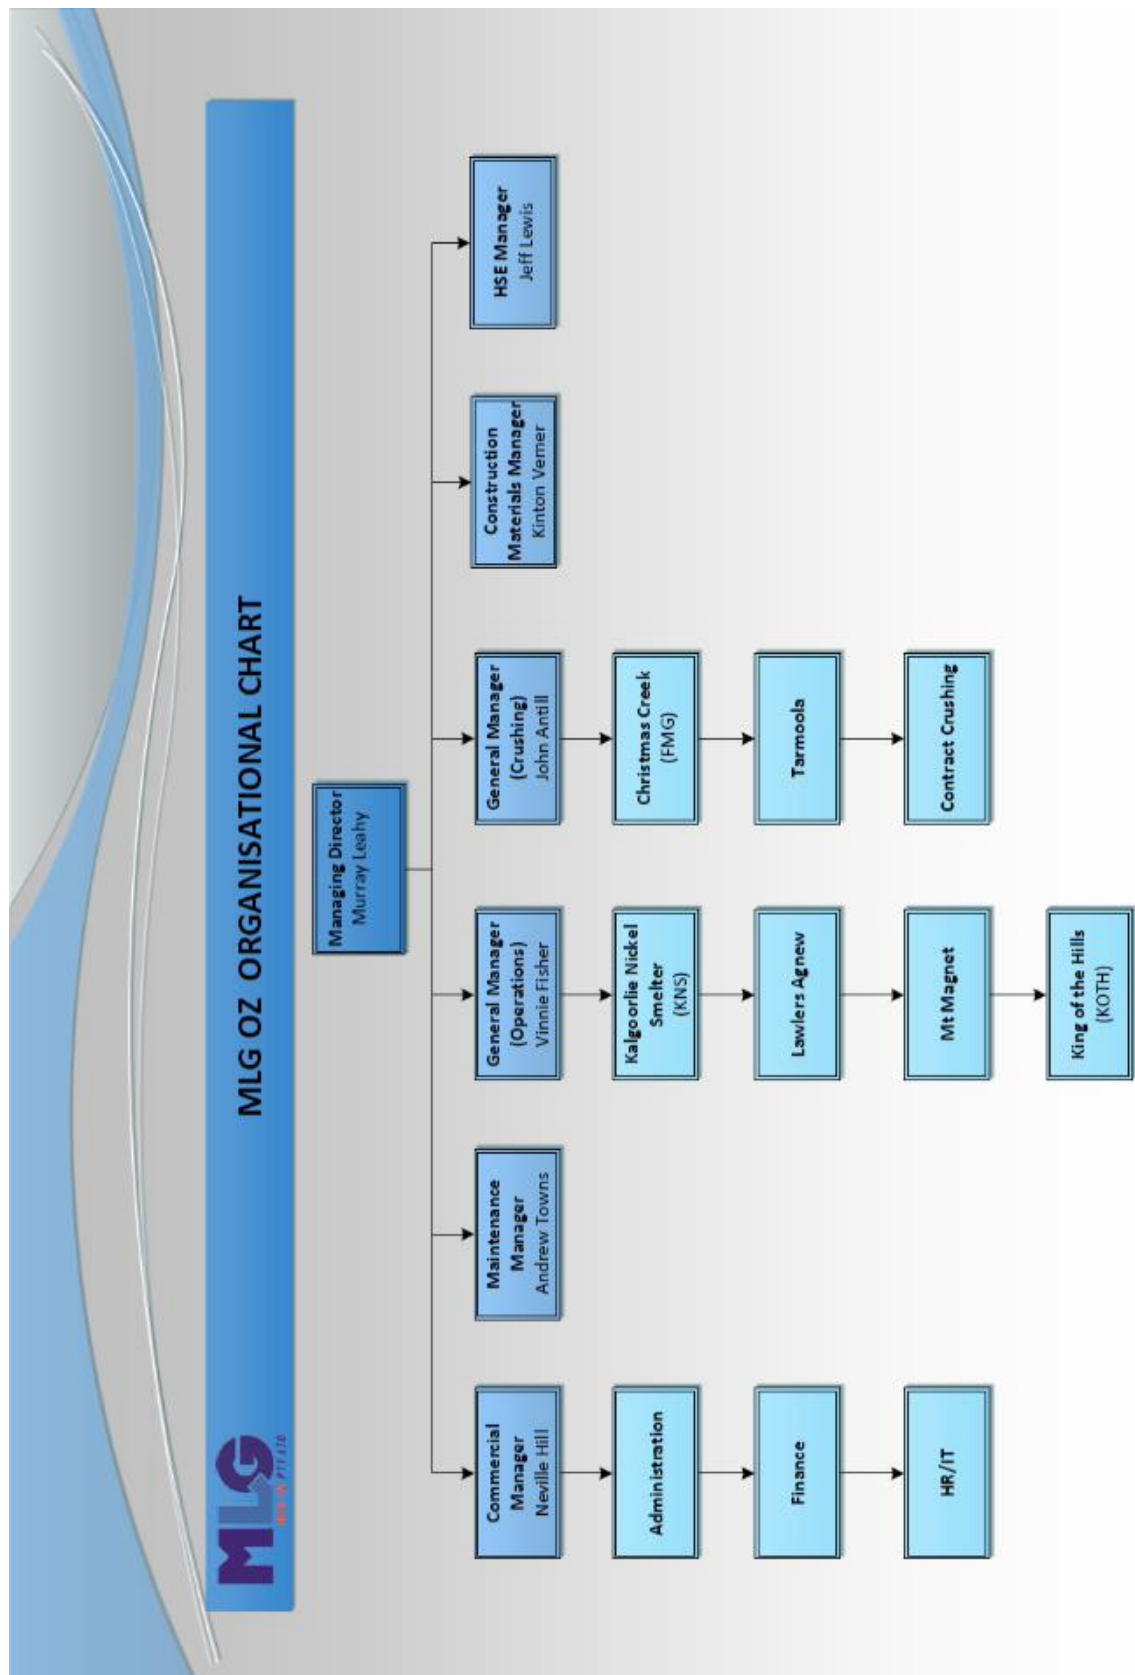 MLG
MLG OZ ORGANISATIONAL CHART
Managing Director
Murray Leahy
Commercial
Manager
Neville Hill
Maintenance
Manager
Andrew Towns
General Manager
(Operations)
Vinnie Fisher
General Manager
(Crushing)
John Antill
Construction
Materials Manager
Kinton Verner
HSE Manager
Jeff Lewis
Administration
Kalgoorlie Nickel
Smelter
(KNS)
Christmas Creek
(FMG)
Finance
Lawlers Agnew
Tarmoola
HR/IT
Mt Magnet
Contract Crushing
King of the Hills
(KOTH)